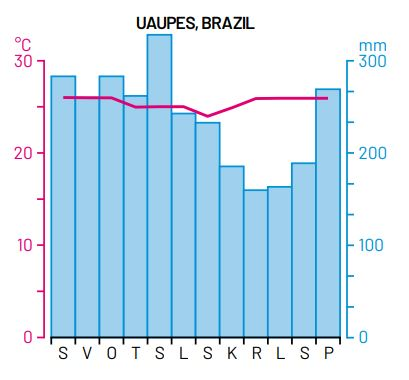 UAUPES, BRAZIL
°C mm
30 300
20 200
10 100
0 0
S V O T S L S K R L S P